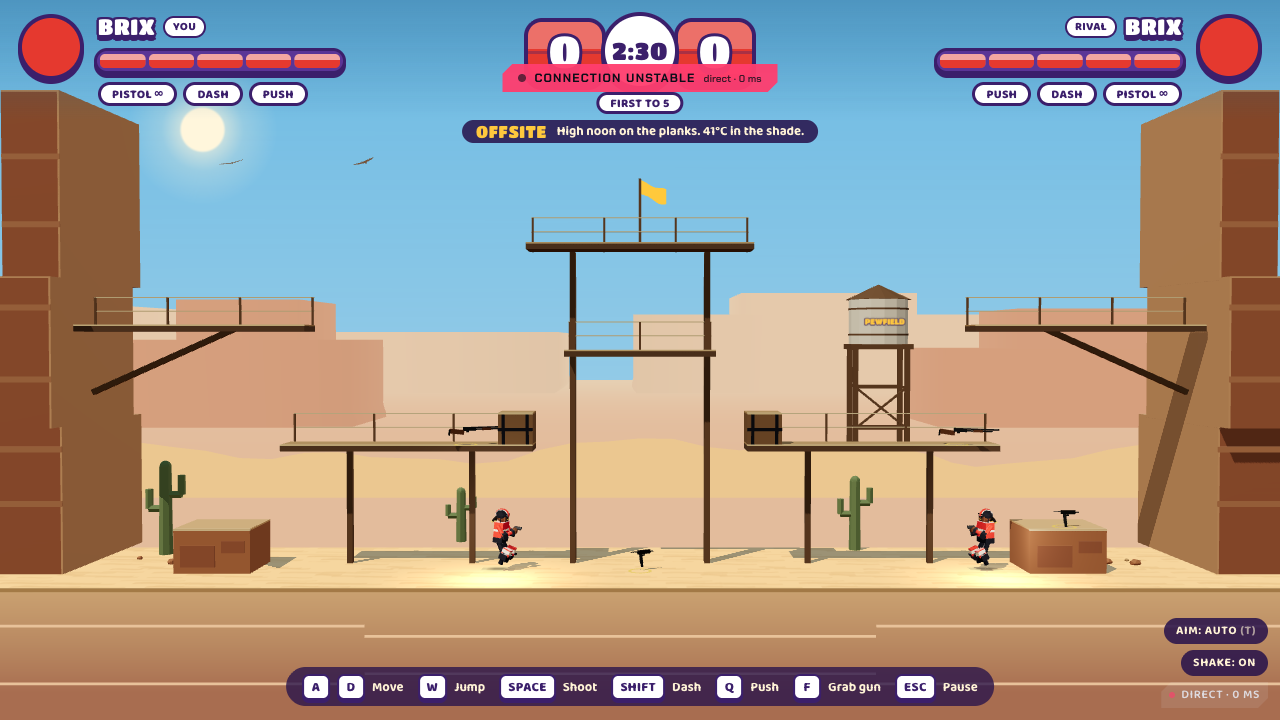 BRIX YOU
PISTOL ∞ DASH PUSH
1 2:30 1
CONNECTION UNSTABLE direct · 0 ms
FIRST TO 5
OFFSITE High noon on the planks. 41°C in the shade.
RIVAL BRIX
PUSH DASH PISTOL ∞
PEWFIELD
AIM: AUTO (T)
SHAKE: ON
DIRECT · 0 MS
A D Move W Jump SPACE Shoot SHIFT Dash Q Push F Grab gun ESC Pause